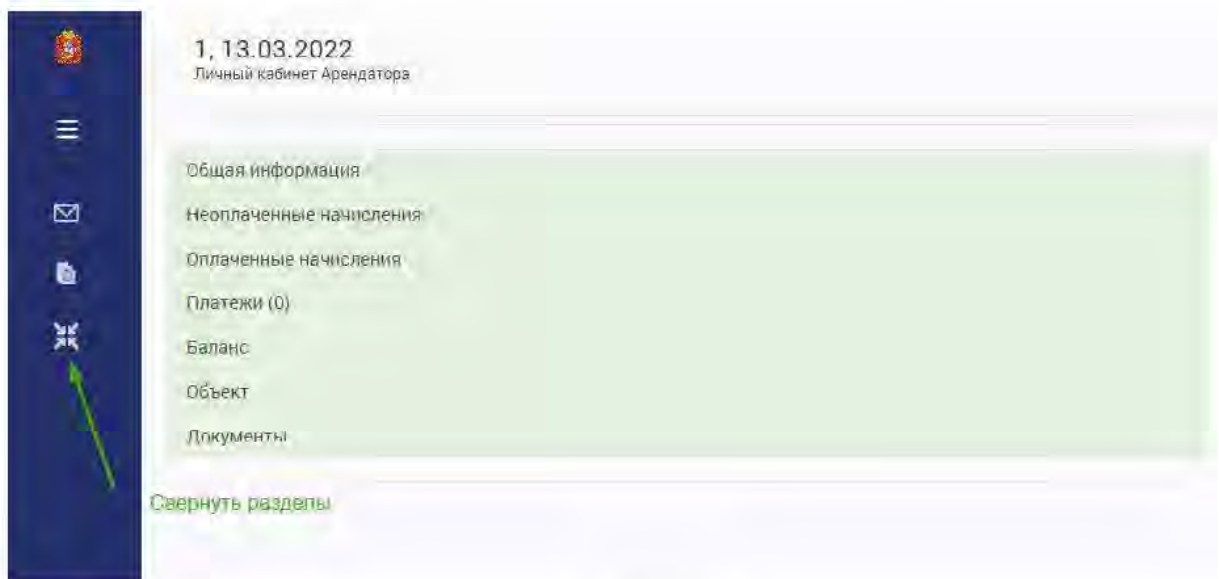 1, 13.03.2022
Личный кабинет Арендатора
Общая информация
Неоплаченные начисления
Оплаченные начисления
Платежи (0)
Баланс
Объект
Документы
Свернуть разделы